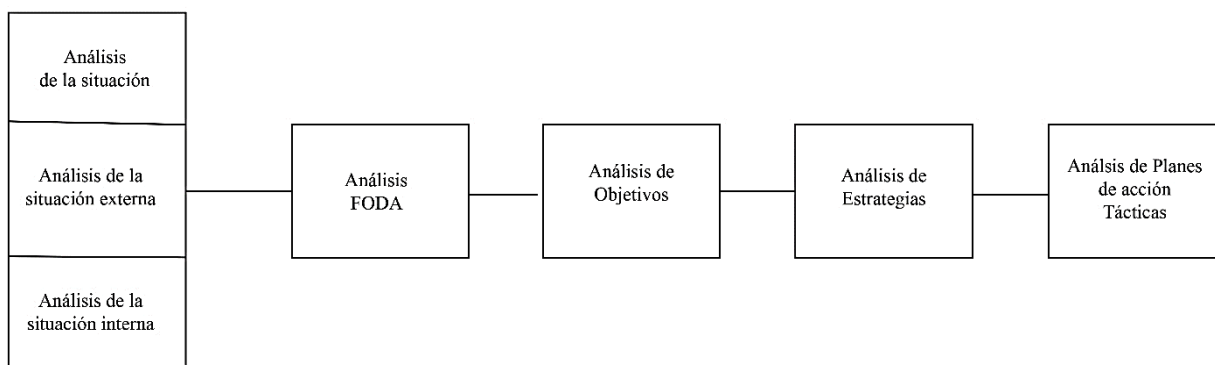 Análisis
de la situación
Análisis de la
situación externa
Análisis de la
situación interna
Análisis
FODA
Análisis de
Objetivos
Análisis de
Estrategias
Análsis de Planes
de acción
Tácticas